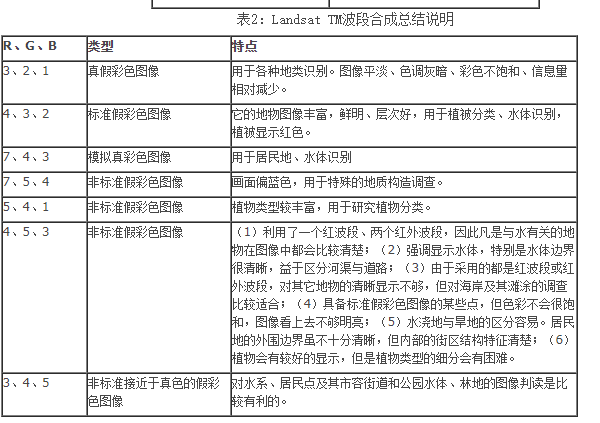 表2：Landsat TM波段合成总结说明
R、G、B 类型 特点
3、2、1 真假彩色图像 用于各种地类识别。图像平淡、色调灰暗、彩色不饱和、信息量
相对减少。
4、3、2 标准假彩色图像 它的地物图像丰富，鲜明、层次好，用于植被分类、水体识别，
植被显示红色。
7、4、3 模拟真彩色图像 用于居民地、水体识别
7、5、4 非标准假彩色图像 画面偏蓝色，用于特殊的地质构造调查。
5、4、1 非标准假彩色图像 植物类型较丰富，用于研究植物分类。
4、5、3 非标准假彩色图像 （1）利用了一个红波段、两个红外波段，因此凡是与水有关的地
物在图像中都会比较清楚；（2）强调显示水体，特别是水体边界
很清晰，益于区分河渠与道路；（3）由于采用的都是红波段或红
外波段，对其它地物的清晰显示不够，但对海岸及其滩涂的调查
比较适合；（4）具备标准假彩色图像的某些点，但色彩不会很饱
和，图像看上去不够明亮；（5）水浇地与旱地的区分容易。居民
地的外围边界虽不十分清晰，但内部的街区结构特征清楚；（6）
植物会有较好的显示，但是植物类型的细分会有困难。
3、4、5 非标准接近于真色的假彩 对水系、居民点及其市容街道和公园水体、林地的图像判读是比
色图像 较有利的。